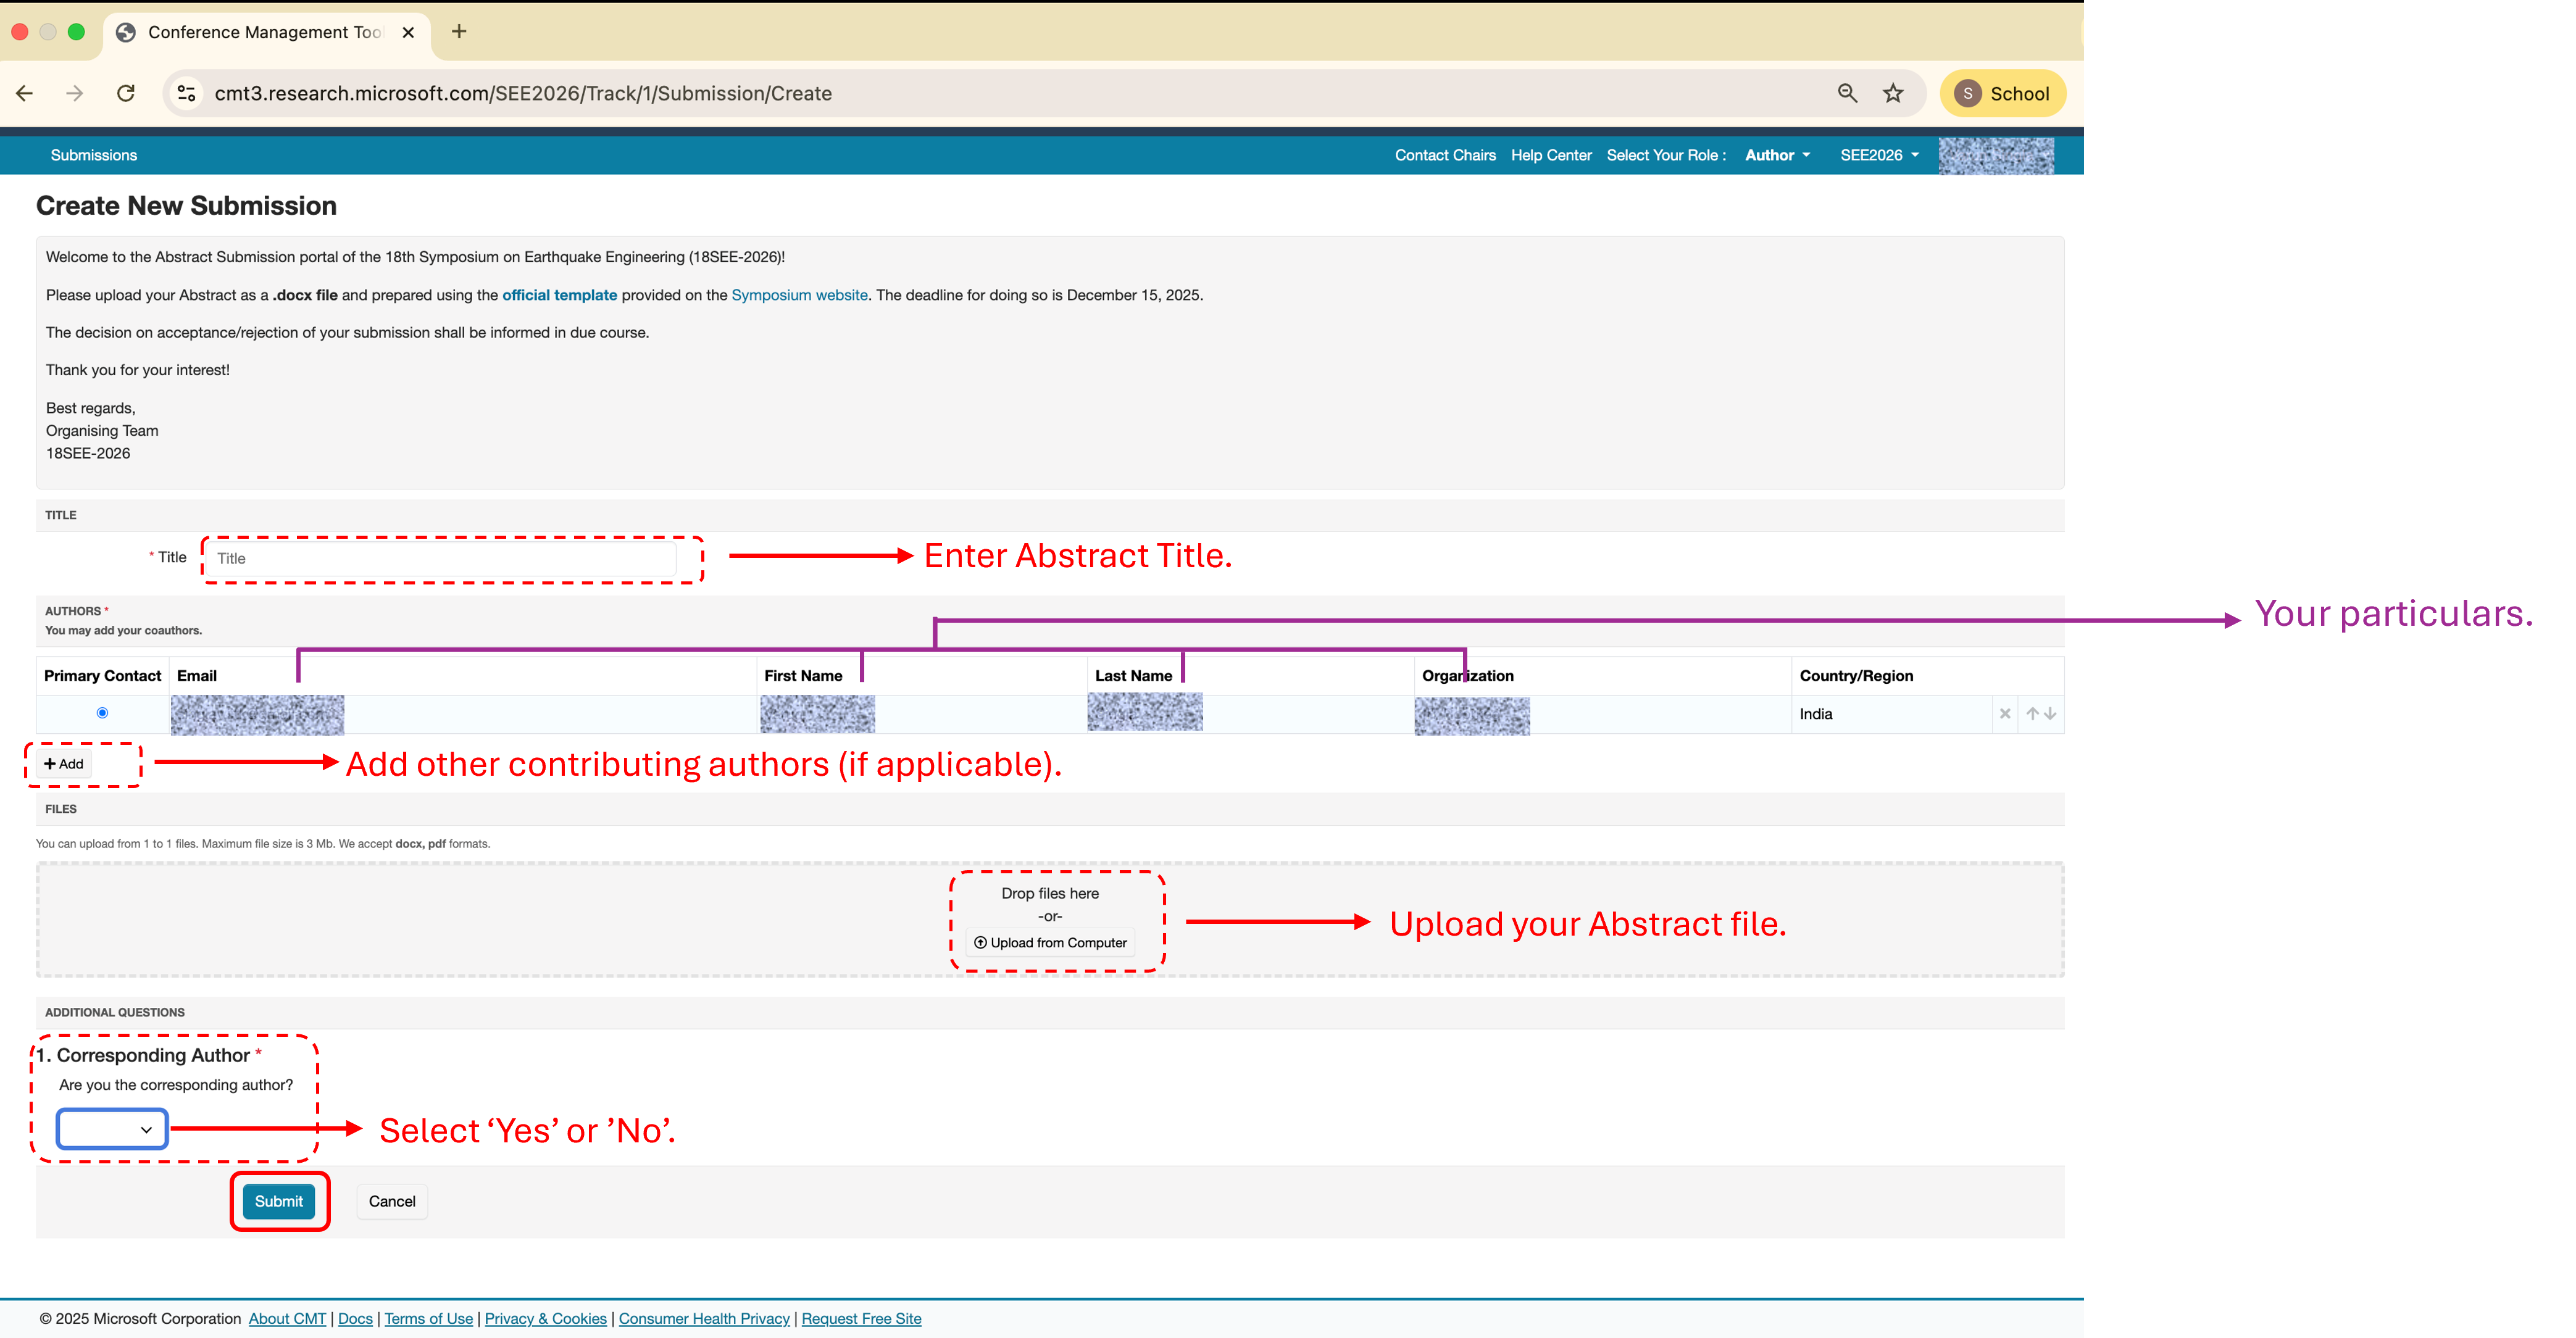 Conference Management Too
cmt3.research.microsoft.com/SEE2026/Track/1/Submission/Create
S School
Submissions
Contact Chairs Help Center Select Your Role : Author SEE2026
Create New Submission
Welcome to the Abstract Submission portal of the 18th Symposium on Earthquake Engineering (18SEE-2026)!
Please upload your Abstract as a .docx file and prepared using the official template provided on the Symposium website. The deadline for doing so is December 15, 2025.
The decision on acceptance/rejection of your submission shall be informed in due course.
Thank you for your interest!
Best regards,
Organising Team
18SEE-2026
TITLE
* Title Title
Enter Abstract Title.
AUTHORS *
You may add your coauthors.
Your particulars.
Primary Contact Email First Name Last Name Organization Country/Region
India
+ Add
Add other contributing authors (if applicable).
FILES
You can upload from 1 to 1 files. Maximum file size is 3 Mb. We accept docx, pdf formats.
Drop files here
-or-
Upload from Computer
Upload your Abstract file.
ADDITIONAL QUESTIONS
1. Corresponding Author *
Are you the corresponding author?
Select ‘Yes’ or ’No’.
Submit Cancel
© 2025 Microsoft Corporation About CMT | Docs | Terms of Use | Privacy & Cookies | Consumer Health Privacy | Request Free Site